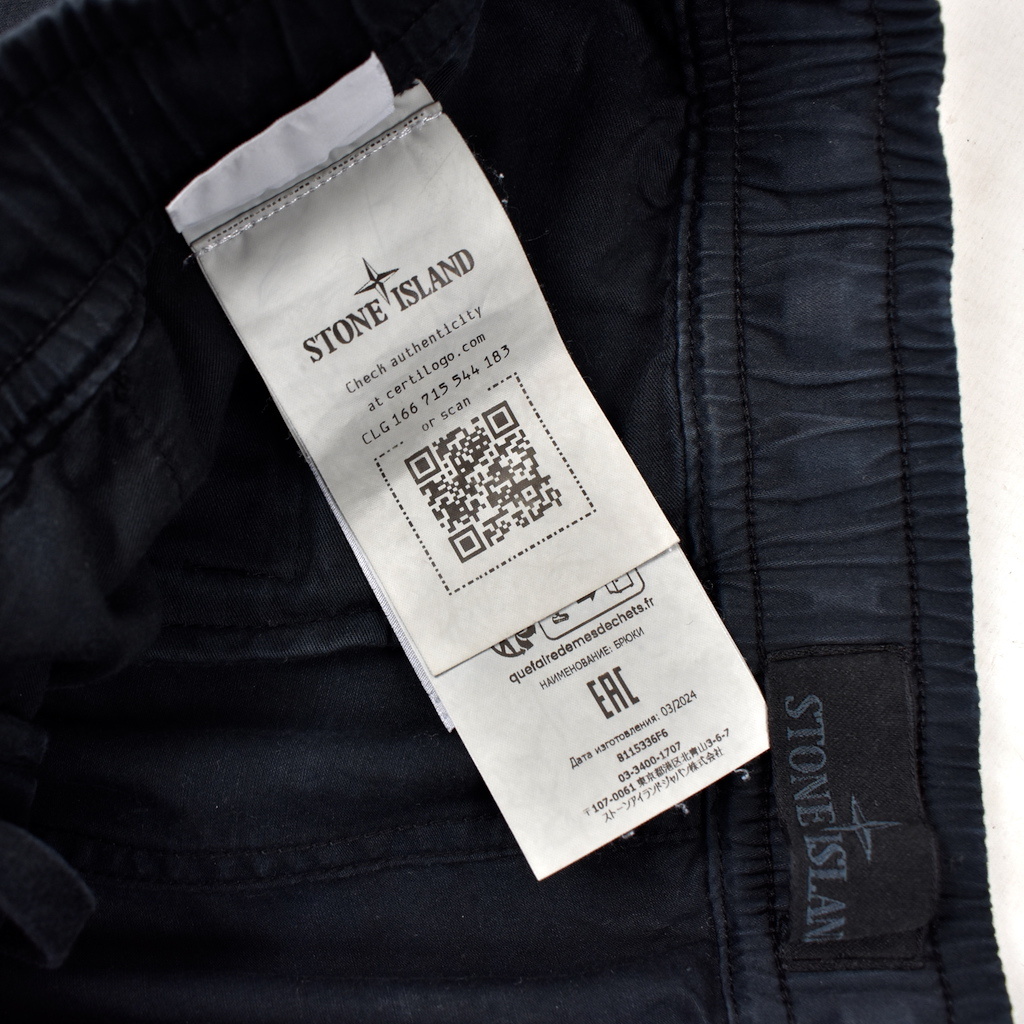 STONE ISLAND
Check authenticity
at certilogo.com
CLG 166 715 544 183
or scan
quefairedemesdechets.fr
НАИМЕНОВАНИЕ: БРЮКИ
EAC
Дата изготовления: 03/2024
8115336F6
03-3400-1707
〒107-0061 東京都港区北青山3-6-7
ストーンアイランドジャパン株式会社
STONE ISLAN